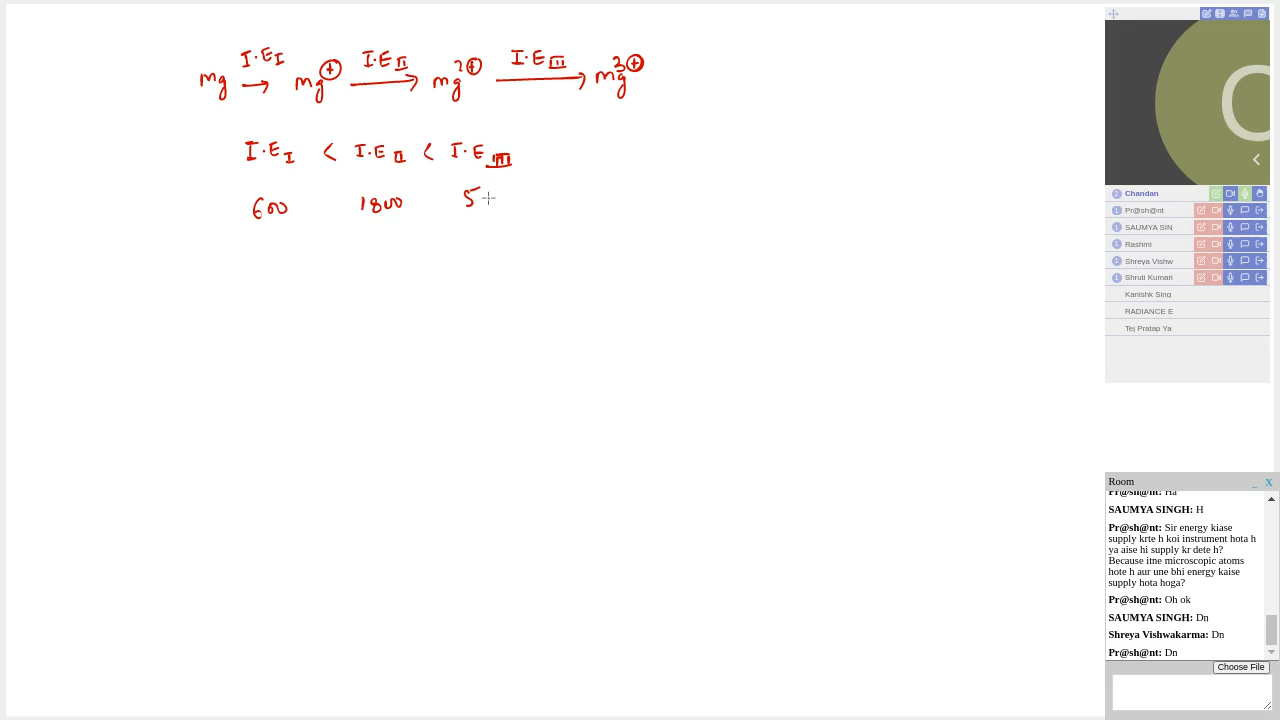 I.E I I.E II I.E III
mg → mg⊕ → mg2⊕ → mg3⊕
I.E I < I.E II < I.E III
600 1800 5
C
Chandan
Pr@sh@nt
SAUMYA SIN
Rashmi
Shreya Vishw
Shruti Kumari
Kanishk Sing
RADIANCE E
Tej Pratap Ya
Room _ X
Pr@sh@nt: Ha
SAUMYA SINGH: H
Pr@sh@nt: Sir energy kiase
supply krte h koi instrument hota h
ya aise hi supply kr dete h?
Because itne microscopic atoms
hote h aur une bhi energy kaise
supply hota hoga?
Pr@sh@nt: Oh ok
SAUMYA SINGH: Dn
Shreya Vishwakarma: Dn
Pr@sh@nt: Dn
Choose File